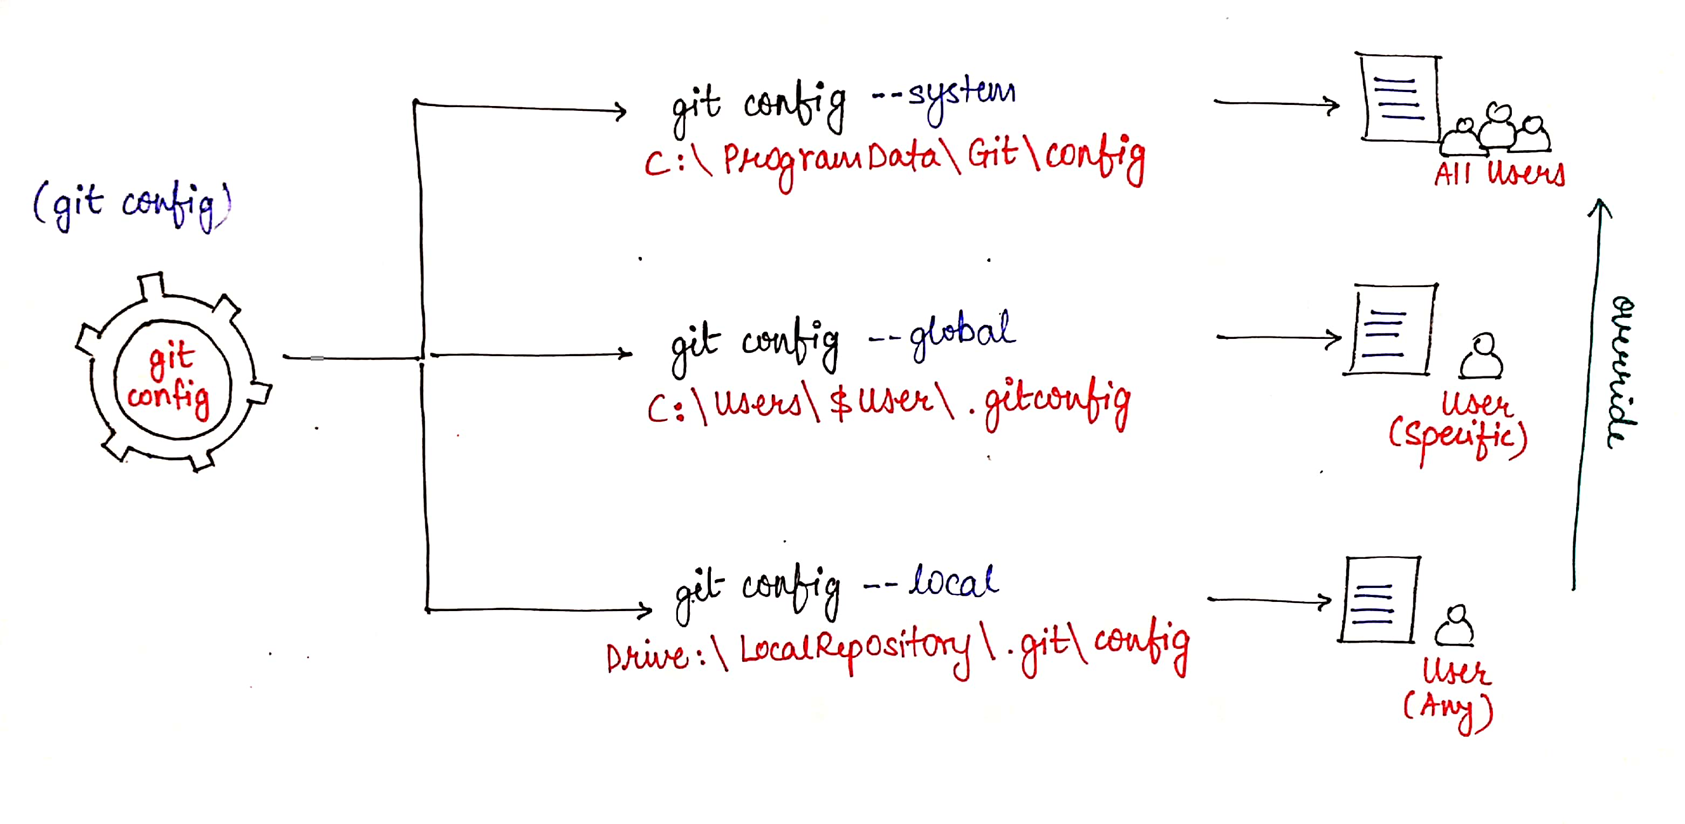 (git config)
git
config
git config --system
C:\ProgramData\Git\config
All Users
git config --global
C:\Users\$User\.gitconfig
User
(Specific)
override
git config --local
Drive:\LocalRepository\.git\config
User
(Any)